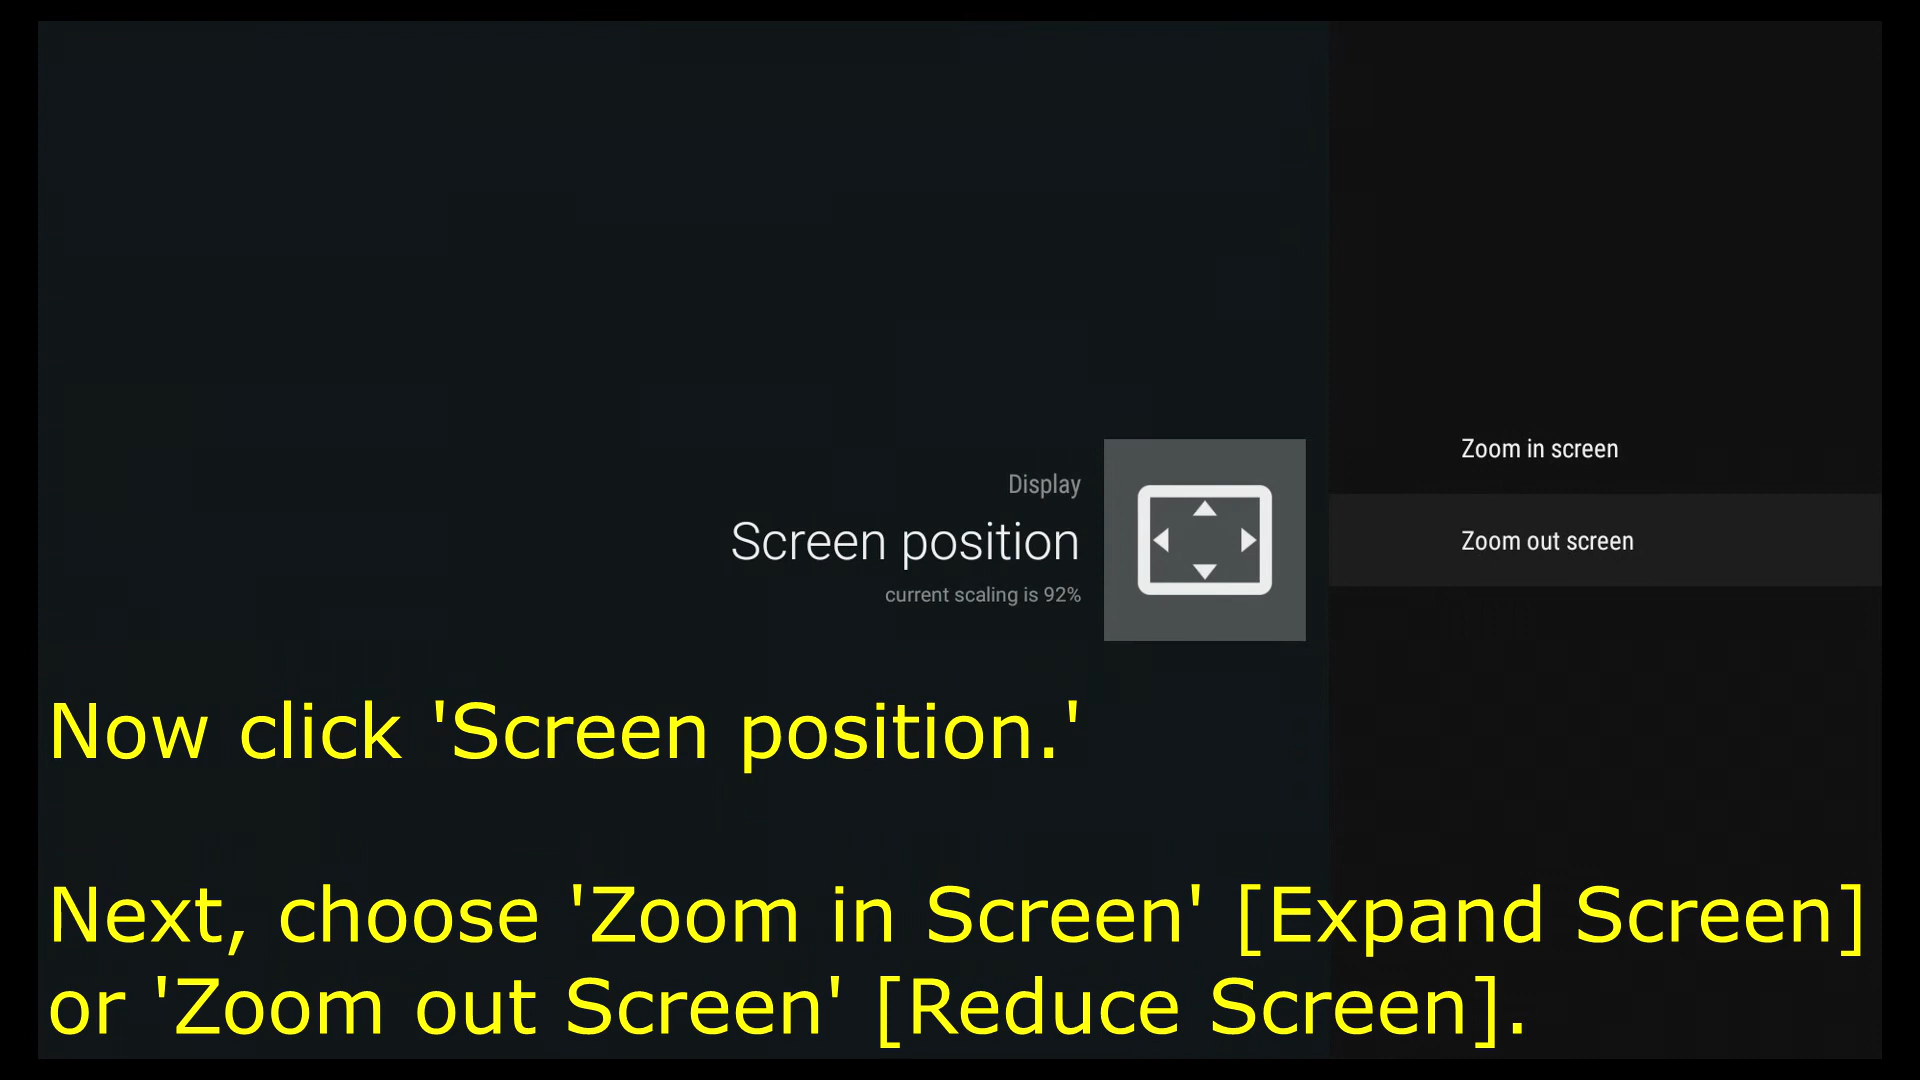 Display
Screen position
current scaling is 92%
Zoom in screen
Zoom out screen
Now click 'Screen position.'
Next, choose 'Zoom in Screen' [Expand Screen]
or 'Zoom out Screen' [Reduce Screen].